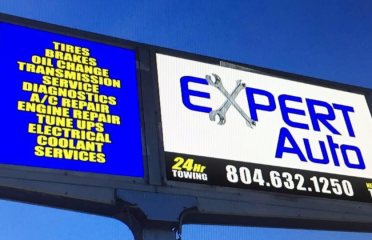 TIRES
BRAKES
OIL CHANGE
TRANSMISSION
SERVICE
DIAGNOSTICS
A/C REPAIR
ENGINE REPAIR
TUNE UPS
ELECTRICAL
COOLANT
SERVICES
EXPERT
Auto
24Hr
TOWING
804.632.1250